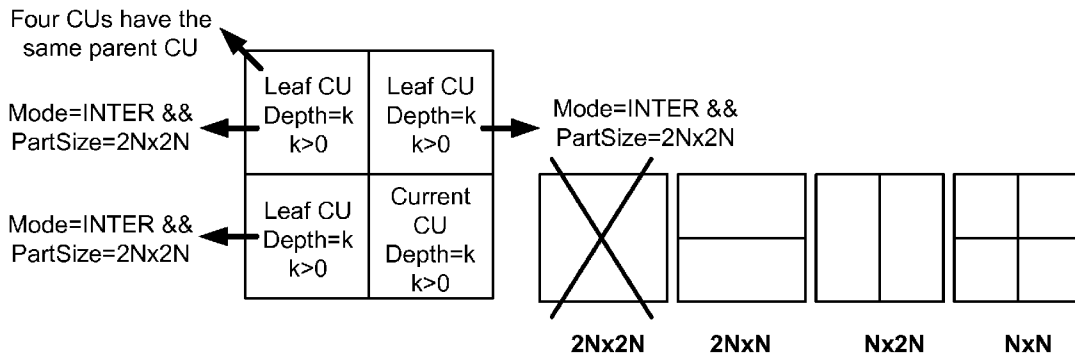 Four CUs have the
same parent CU
Mode=INTER &&
PartSize=2Nx2N
Leaf CU
Depth=k
k>0
Leaf CU
Depth=k
k>0
Mode=INTER &&
PartSize=2Nx2N
Mode=INTER &&
PartSize=2Nx2N
Leaf CU
Depth=k
k>0
Current
CU
Depth=k
k>0
2Nx2N
2NxN
Nx2N
NxN